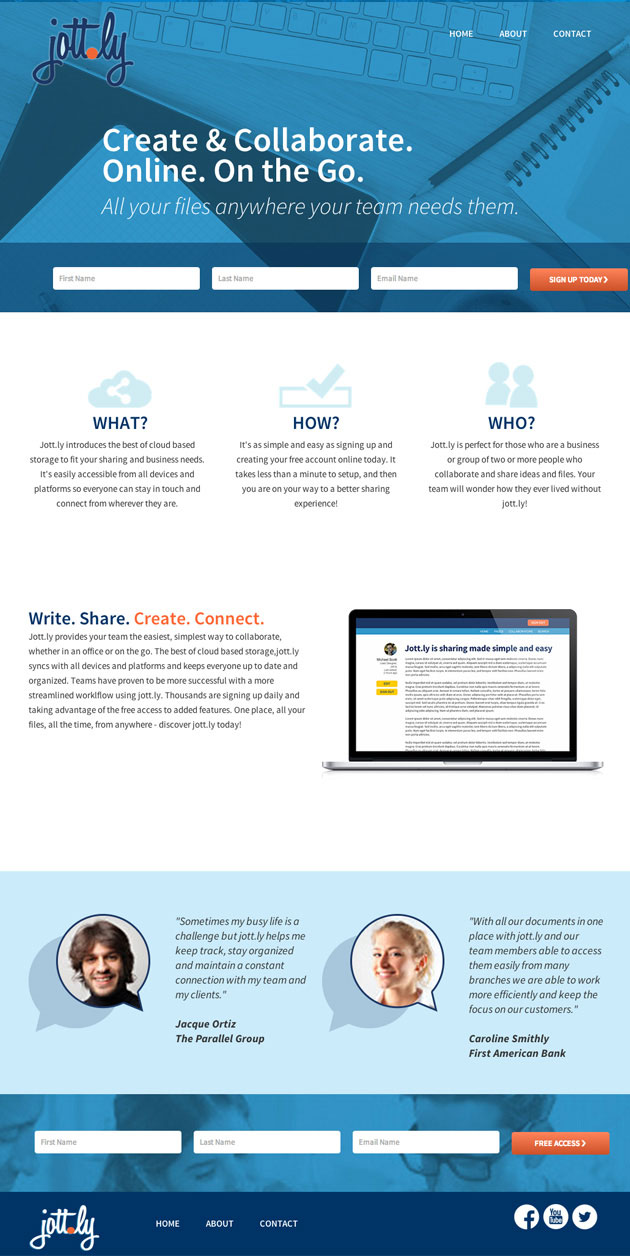 jott.ly
HOME ABOUT CONTACT
Create & Collaborate.
Online. On the Go.
All your files anywhere your team needs them.
First Name Last Name Email Name SIGN UP TODAY
WHAT?
Jott.ly introduces the best of cloud based
storage to fit your sharing and business needs.
It's easily accessible from all devices and
platforms so everyone can stay in touch and
connect from wherever they are.
HOW?
It's as simple and easy as signing up and
creating your free account online today. It
takes less than a minute to setup, and then
you are on your way to a better sharing
experience!
WHO?
Jott.ly is perfect for those who are a business
or group of two or more people who
collaborate and share ideas and files. Your
team will wonder how they ever lived without
jott.ly!
Write. Share. Create. Connect.
Jott.ly provides your team the easiest, simplest way to collaborate,
whether in an office or on the go. The best of cloud based storage,jott.ly
syncs with all devices and platforms and keeps everyone up to date and
organized. Teams have proven to be more successful with a more
streamlined workflow using jott.ly. Thousands are signing up daily and
taking advantage of the free access to added features. One place, all your
files, all the time, from anywhere - discover jott.ly today!
Jott.ly is sharing made simple and easy
"Sometimes my busy life is a
challenge but jott.ly helps me
keep track, stay organized
and maintain a constant
connection with my team and
my clients."
Jacque Ortiz
The Parallel Group
"With all our documents in one
place with jott.ly and our
team members able to access
them easily from many
branches we are able to work
more efficiently and keep the
focus on our customers."
Caroline Smithly
First American Bank
First Name Last Name Email Name FREE ACCESS
jott.ly
HOME ABOUT CONTACT
You Tube